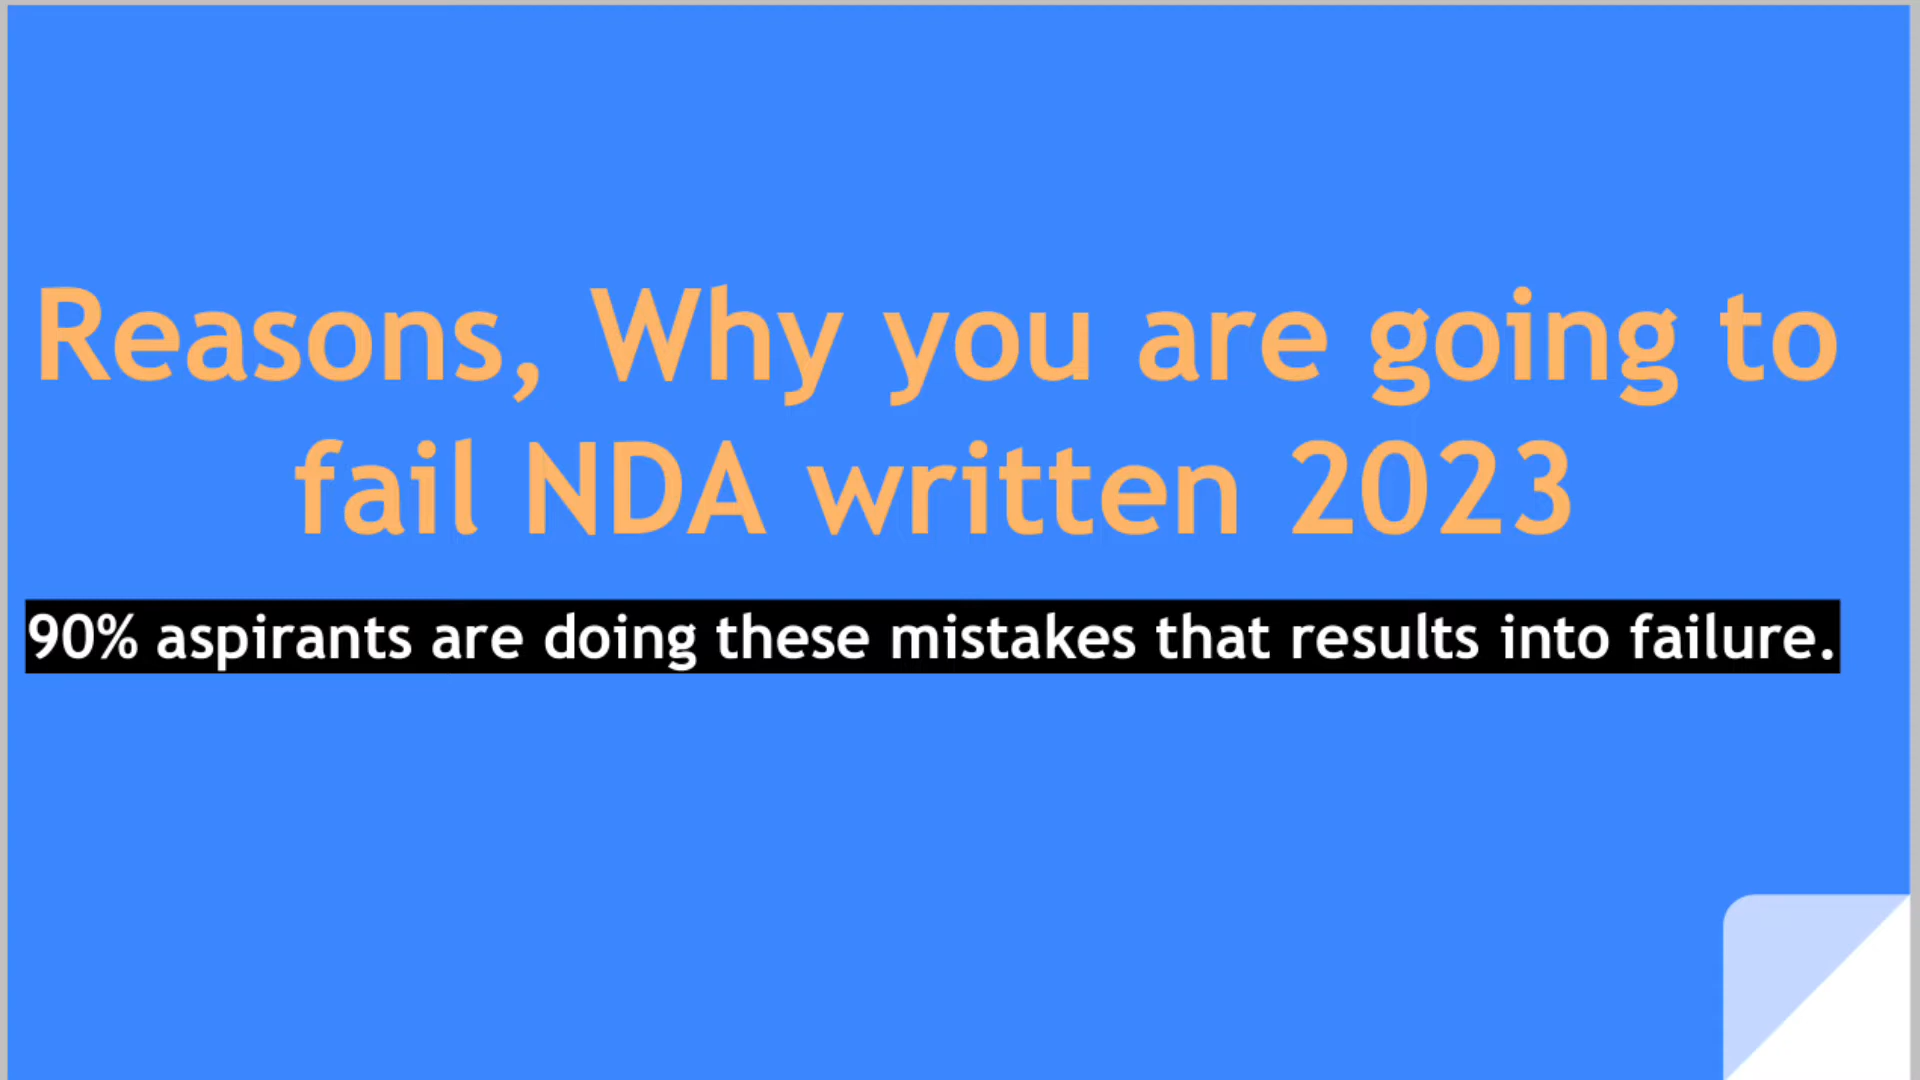 Reasons, Why you are going to
fail NDA written 2023
90% aspirants are doing these mistakes that results into failure.